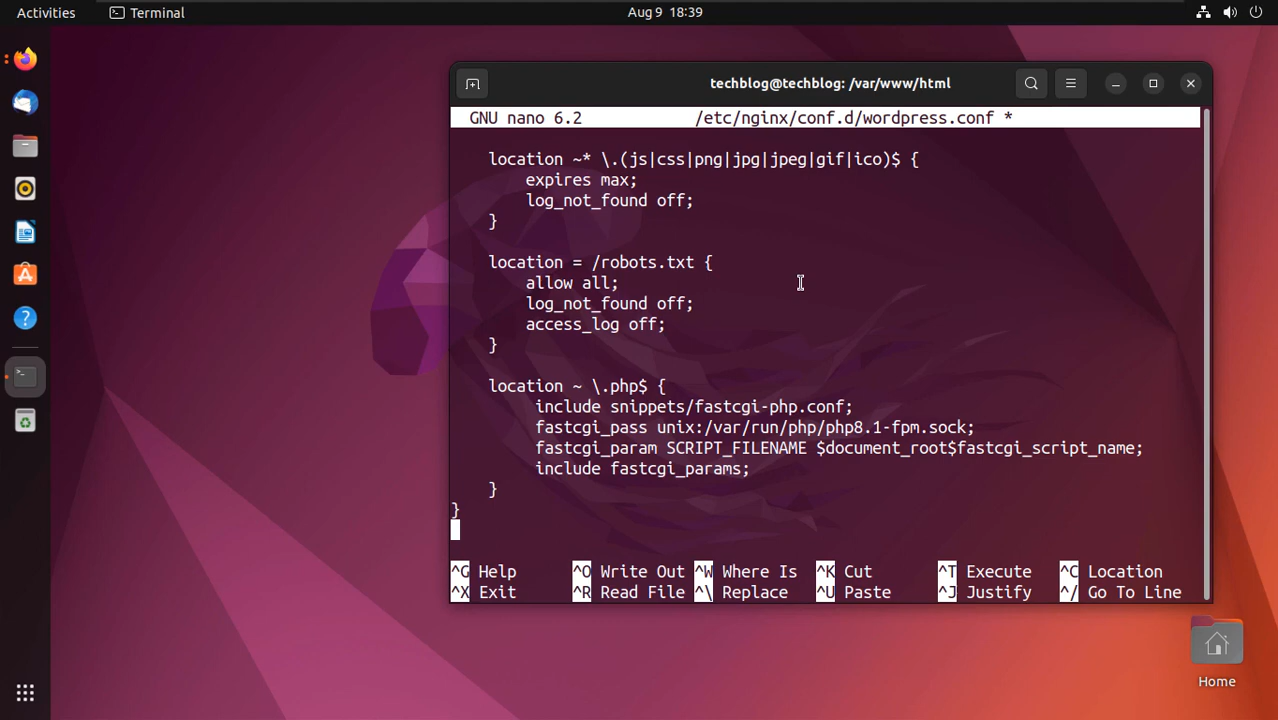 Activities Terminal Aug 9 18:39
techblog@techblog: /var/www/html
GNU nano 6.2 /etc/nginx/conf.d/wordpress.conf *
location ~* \.(js|css|png|jpg|jpeg|gif|ico)$ {
expires max;
log_not_found off;
}
location = /robots.txt {
allow all;
log_not_found off;
access_log off;
}
location ~ \.php$ {
include snippets/fastcgi-php.conf;
fastcgi_pass unix:/var/run/php/php8.1-fpm.sock;
fastcgi_param SCRIPT_FILENAME $document_root$fastcgi_script_name;
include fastcgi_params;
}
}
^G Help ^O Write Out ^W Where Is ^K Cut ^T Execute ^C Location
^X Exit ^R Read File ^\ Replace ^U Paste ^J Justify ^/ Go To Line
Home